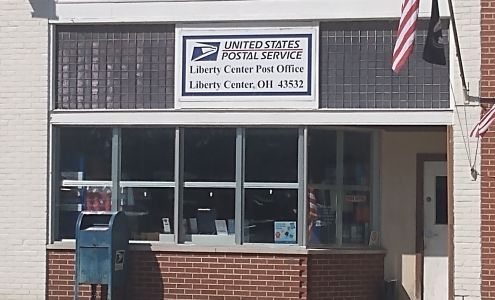 UNITED STATES
POSTAL SERVICE
Liberty Center Post Office
Liberty Center, OH 43532